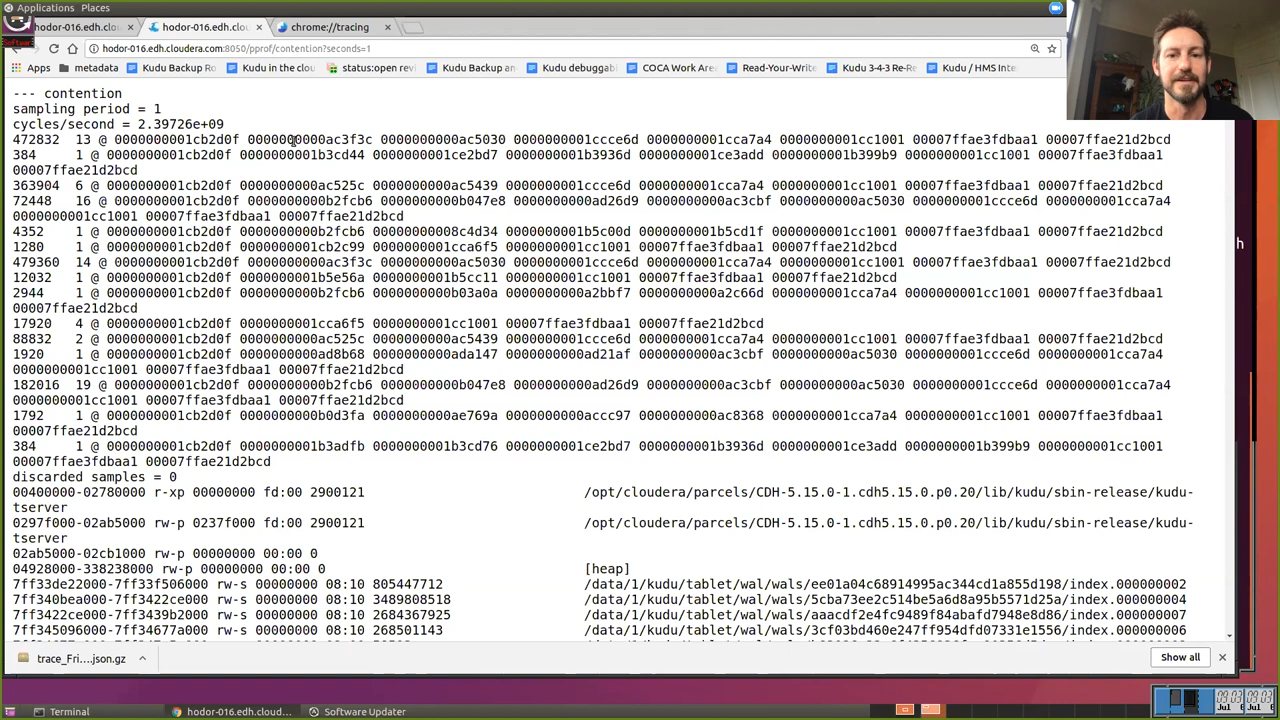 Applications Places
hodor-016.edh.clou
hodor-016.edh.cloud
chrome://tracing
hodor-016.edh.cloudera.com:8050/pprof/contention?seconds=1
Apps metadata Kudu Backup Ro Kudu in the clou status:open revi Kudu Backup an Kudu debuggab COCA Work Area Read-Your-Write Kudu 3-4-3 Re-Re Kudu / HMS Inte
--- contention
sampling period = 1
cycles/second = 2.39726e+09
472832 13 @ 0000000001cb2d0f 0000000000ac3f3c 0000000000ac5030 0000000001ccce6d 0000000001cca7a4 0000000001cc1001 00007ffae3fdbaa1 00007ffae21d2bcd
384 1 @ 0000000001cb2d0f 0000000001b3cd44 0000000001ce2bd7 0000000001b3936d 0000000001ce3add 0000000001b399b9 0000000001cc1001 00007ffae3fdbaa1
00007ffae21d2bcd
363904 6 @ 0000000001cb2d0f 0000000000ac525c 0000000000ac5439 0000000001ccce6d 0000000001cca7a4 0000000001cc1001 00007ffae3fdbaa1 00007ffae21d2bcd
72448 16 @ 0000000001cb2d0f 0000000000b2fcb6 0000000000b047e8 0000000000ad26d9 0000000000ac3cbf 0000000000ac5030 0000000001ccce6d 0000000001cca7a4
0000000001cc1001 00007ffae3fdbaa1 00007ffae21d2bcd
4352 1 @ 0000000001cb2d0f 0000000000b2fcb6 00000000008c4d34 0000000001b5c00d 0000000001b5cd1f 0000000001cc1001 00007ffae3fdbaa1 00007ffae21d2bcd
1280 1 @ 0000000001cb2d0f 0000000001cb2c99 0000000001cca6f5 0000000001cc1001 00007ffae3fdbaa1 00007ffae21d2bcd
479360 14 @ 0000000001cb2d0f 0000000000ac3f3c 0000000000ac5030 0000000001ccce6d 0000000001cca7a4 0000000001cc1001 00007ffae3fdbaa1 00007ffae21d2bcd
12032 1 @ 0000000001cb2d0f 0000000001b5e56a 0000000001b5cc11 0000000001cc1001 00007ffae3fdbaa1 00007ffae21d2bcd
2944 1 @ 0000000001cb2d0f 0000000000b2fcb6 0000000000b03a0a 0000000000a2bbf7 0000000000a2c66d 0000000001cca7a4 0000000001cc1001 00007ffae3fdbaa1
00007ffae21d2bcd
17920 4 @ 0000000001cb2d0f 0000000001cca6f5 0000000001cc1001 00007ffae3fdbaa1 00007ffae21d2bcd
88832 2 @ 0000000001cb2d0f 0000000000ac525c 0000000000ac5439 0000000001ccce6d 0000000001cca7a4 0000000001cc1001 00007ffae3fdbaa1 00007ffae21d2bcd
1920 1 @ 0000000001cb2d0f 0000000000ad8b68 0000000000ada147 0000000000ad21af 0000000000ac3cbf 0000000000ac5030 0000000001ccce6d 0000000001cca7a4
0000000001cc1001 00007ffae3fdbaa1 00007ffae21d2bcd
182016 19 @ 0000000001cb2d0f 0000000000b2fcb6 0000000000b047e8 0000000000ad26d9 0000000000ac3cbf 0000000000ac5030 0000000001ccce6d 0000000001cca7a4
0000000001cc1001 00007ffae3fdbaa1 00007ffae21d2bcd
1792 1 @ 0000000001cb2d0f 0000000000b0d3fa 0000000000ae769a 0000000000accc97 0000000000ac8368 0000000001cca7a4 0000000001cc1001 00007ffae3fdbaa1
00007ffae21d2bcd
384 1 @ 0000000001cb2d0f 0000000001b3adfb 0000000001b3cd76 0000000001ce2bd7 0000000001b3936d 0000000001ce3add 0000000001b399b9 0000000001cc1001
00007ffae3fdbaa1 00007ffae21d2bcd
discarded samples = 0
00400000-02780000 r-xp 00000000 fd:00 2900121 /opt/cloudera/parcels/CDH-5.15.0-1.cdh5.15.0.p0.20/lib/kudu/sbin-release/kudu-
tserver
0297f000-02ab5000 rw-p 0237f000 fd:00 2900121 /opt/cloudera/parcels/CDH-5.15.0-1.cdh5.15.0.p0.20/lib/kudu/sbin-release/kudu-
tserver
02ab5000-02cb1000 rw-p 00000000 00:00 0
04928000-338238000 rw-p 00000000 00:00 0 [heap]
7ff33de22000-7ff33f506000 rw-s 00000000 08:10 805447712 /data/1/kudu/tablet/wal/wals/ee01a04c68914995ac344cd1a855d198/index.000000002
7ff340bea000-7ff3422ce000 rw-s 00000000 08:10 3489808518 /data/1/kudu/tablet/wal/wals/5cba73ee2c514be5a6d8a95b5571d25a/index.000000004
7ff3422ce000-7ff3439b2000 rw-s 00000000 08:10 2684367925 /data/1/kudu/tablet/wal/wals/aaacdf2e4fc9489f84abafd7948e8d86/index.000000007
7ff345096000-7ff34677a000 rw-s 00000000 08:10 268501143 /data/1/kudu/tablet/wal/wals/3cf03bd460e247ff954dfd07331e1556/index.000000006
h
trace_Fri....json.gz
Show all
Terminal
hodor-016.edh.cloud...
Software Updater